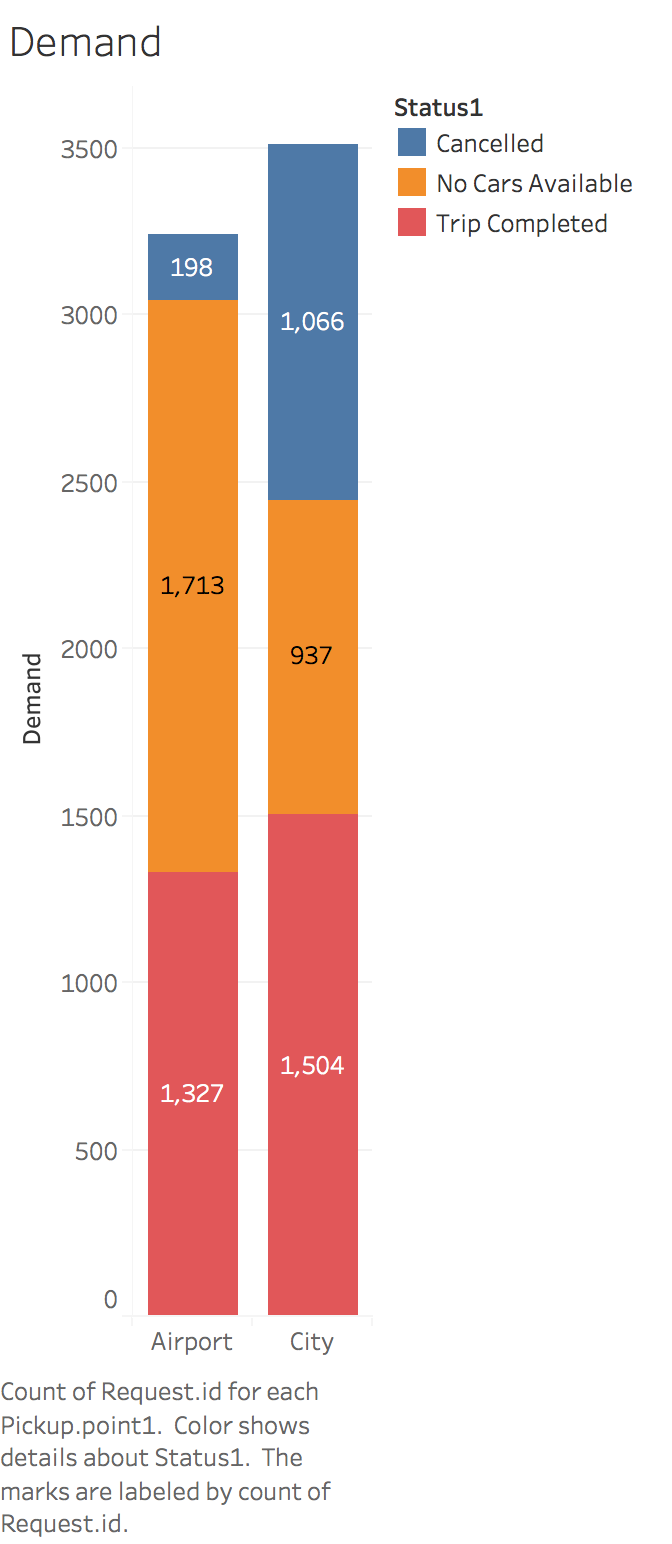 Demand
Status1
Cancelled
No Cars Available
Trip Completed
3500
3000
2500
2000
1500
1000
500
0
Demand
198
1,713
1,327
1,066
937
1,504
Airport
City
Count of Request.id for each
Pickup.point1.  Color shows
details about Status1.  The
marks are labeled by count of
Request.id.